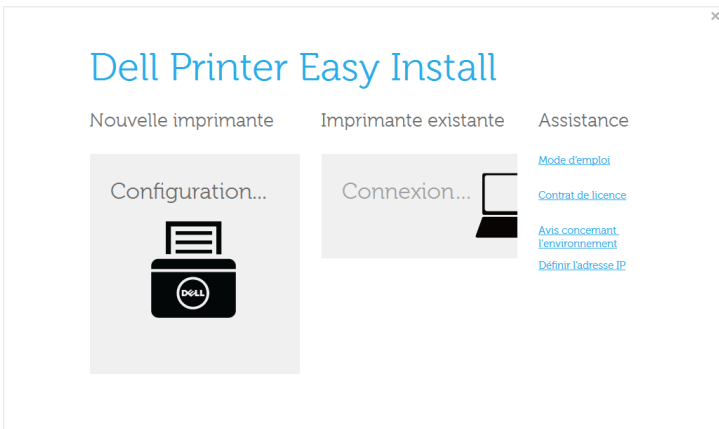 Dell Printer Easy Install
Nouvelle imprimante
Configuration...
DELL
Imprimante existante
Connexion...
Assistance
Mode d'emploi
Contrat de licence
Avis concernant
l'environnement
Définir l'adresse IP